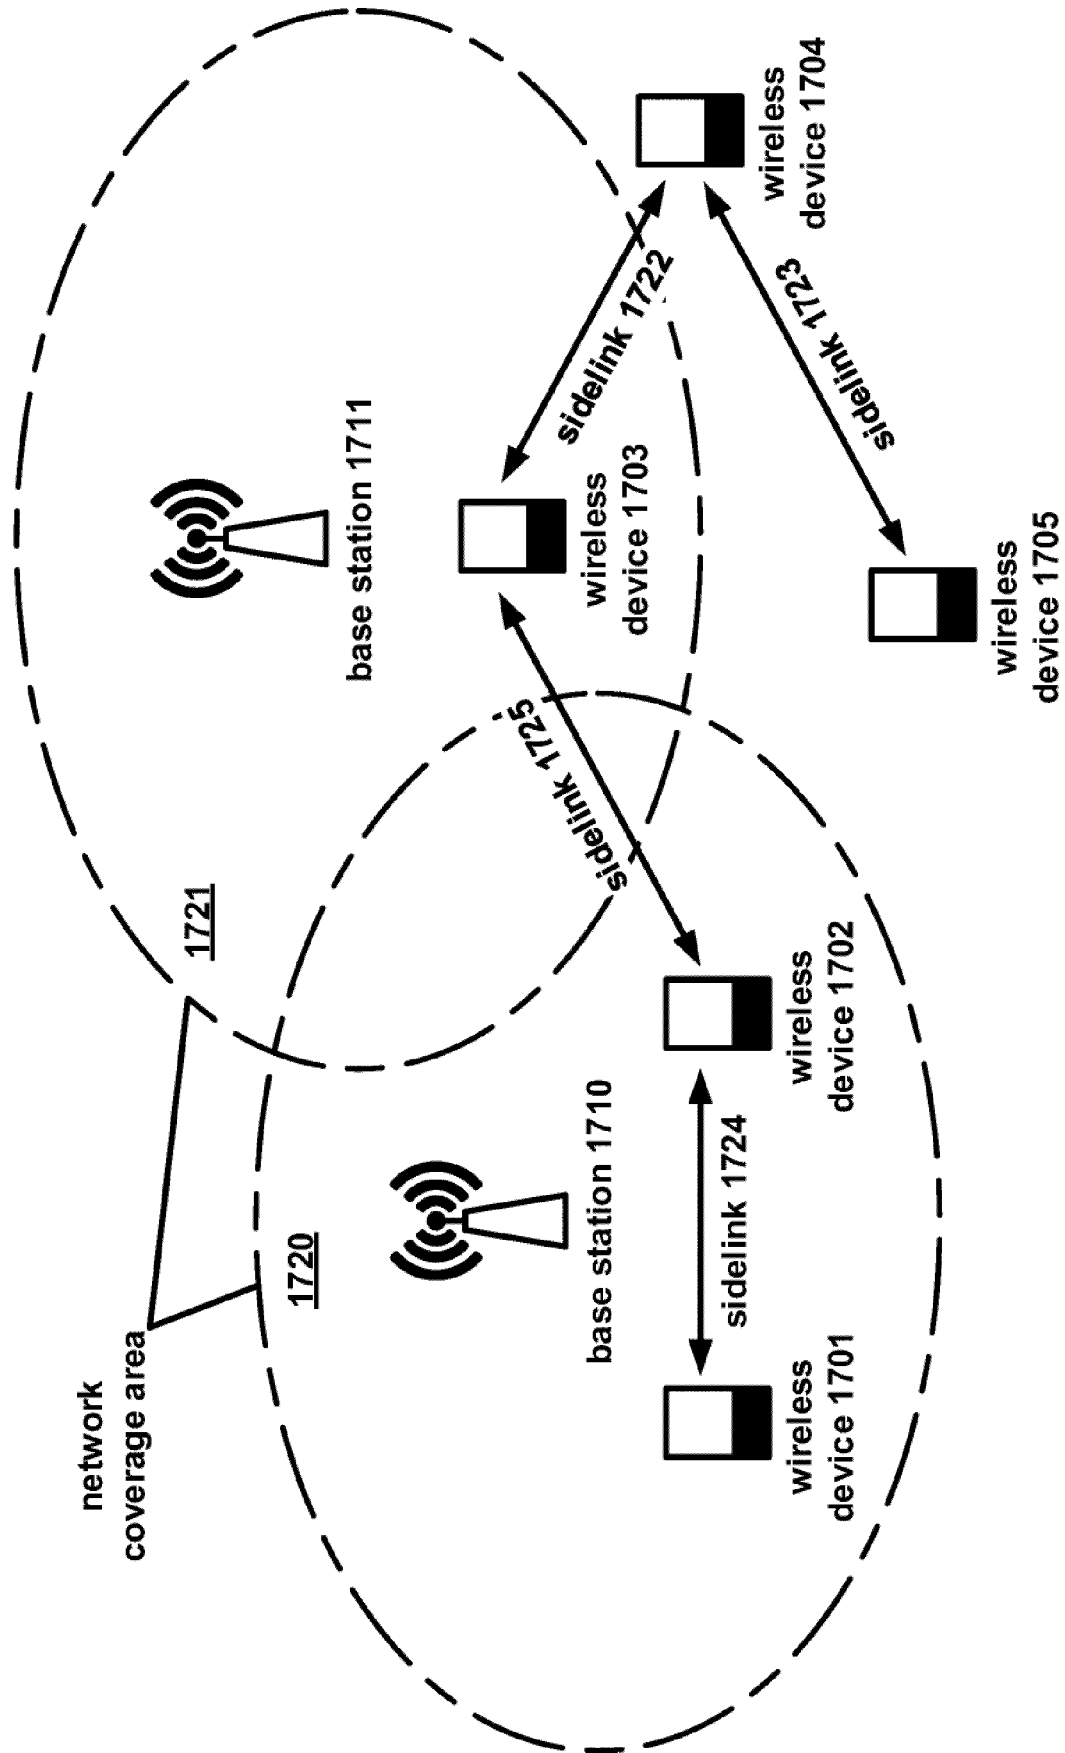 network
coverage area
1720
1721
base station 1710
base station 1711
wireless
device 1701
sidelink 1724
wireless
device 1702
sidelink 1725
wireless
device 1703
sidelink 1722
wireless
device 1704
sidelink 1723
wireless
device 1705